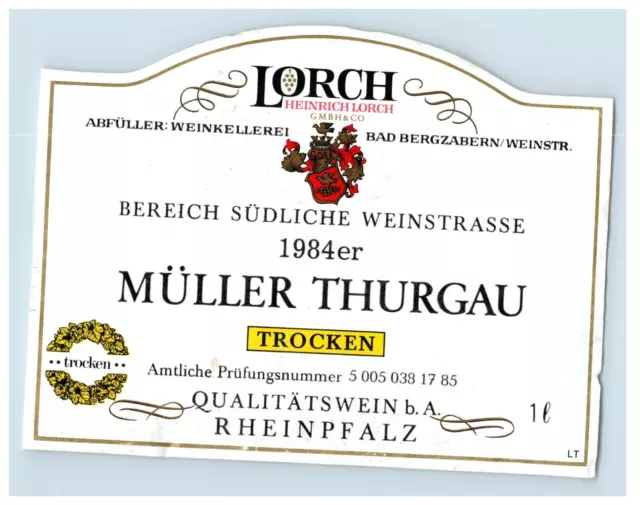 LORCH
HEINRICH LORCH
GMBH & CO
ABFÜLLER: WEINKELLEREI BAD BERGZABERN/WEINSTR.
BEREICH SÜDLICHE WEINSTRASSE
1984er
MÜLLER THURGAU
TROCKEN
•• trocken ••
Amtliche Prüfungsnummer 5 005 038 17 85
QUALITÄTSWEIN b. A.
RHEINPFALZ
1 ℓ
LT